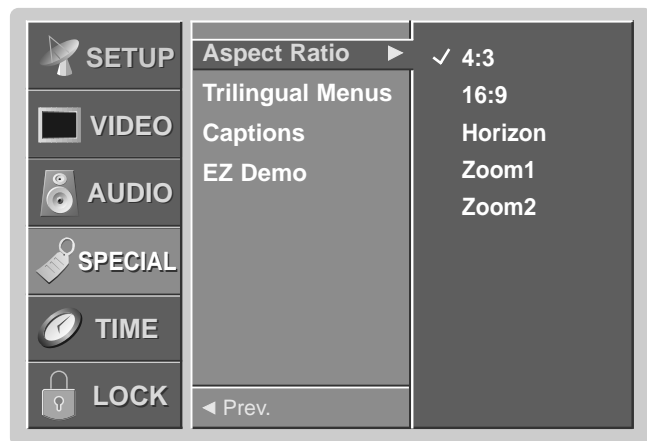 SETUP
VIDEO
AUDIO
SPECIAL
TIME
LOCK
Aspect Ratio ►
Trilingual Menus
Captions
EZ Demo
◄ Prev.
✓ 4:3
16:9
Horizon
Zoom1
Zoom2